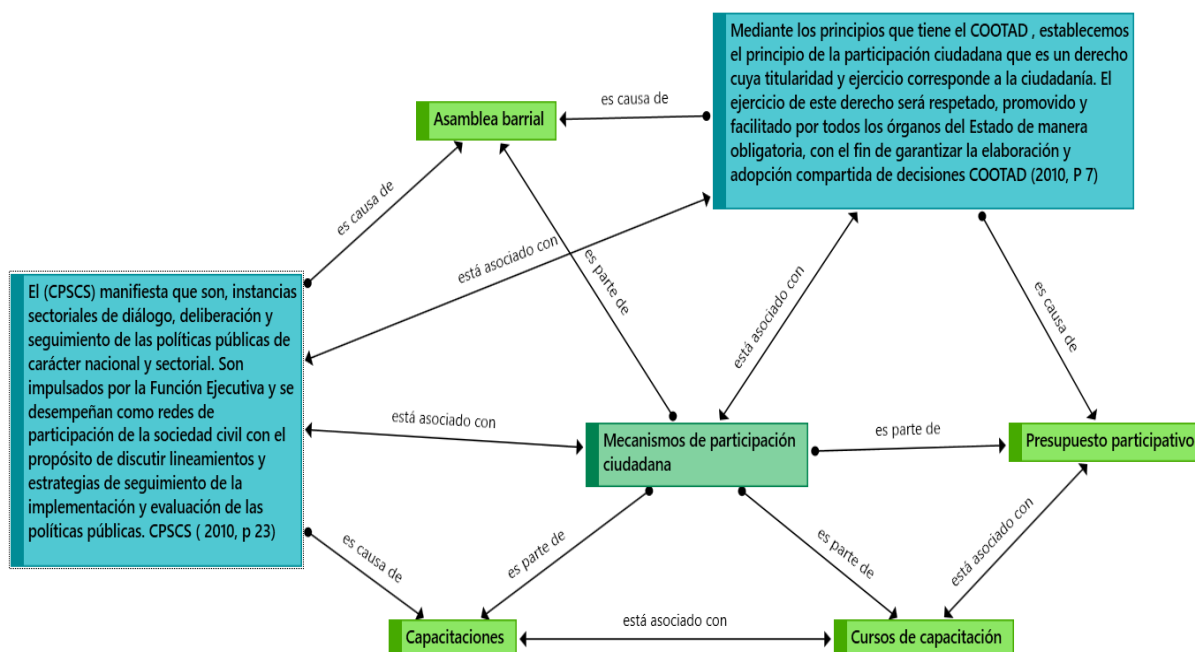 Mediante los principios que tiene el COOTAD , establecemos
el principio de la participación ciudadana que es un derecho
cuya titularidad y ejercicio corresponde a la ciudadanía. El
ejercicio de este derecho será respetado, promovido y
facilitado por todos los órganos del Estado de manera
obligatoria, con el fin de garantizar la elaboración y
adopción compartida de decisiones COOTAD (2010, P 7)
es causa de
Asamblea barrial
es causa de
está asociado con
es parte de
está asociado con
es causa de
El (CPSCS) manifiesta que son, instancias
sectoriales de diálogo, deliberación y
seguimiento de las políticas públicas de
carácter nacional y sectorial. Son
impulsados por la Función Ejecutiva y se
desempeñan como redes de
participación de la sociedad civil con el
propósito de discutir lineamientos y
estrategias de seguimiento de la
implementación y evaluación de las
políticas públicas. CPSCS ( 2010, p 23)
está asociado con
Mecanismos de participación
ciudadana
es parte de
Presupuesto participativo
es causa de
es parte de
es parte de
está asociado con
Capacitaciones
está asociado con
Cursos de capacitación